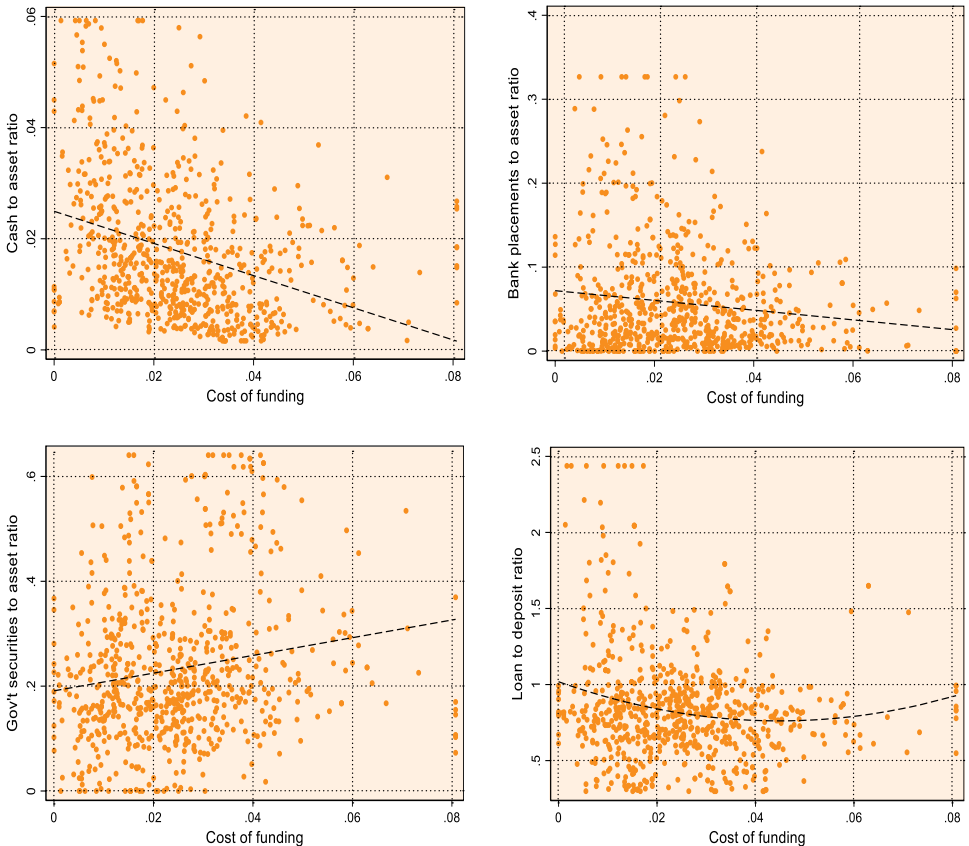 .06
.04
.02
0
Cash to asset ratio
0 .02 .04 .06 .08
Cost of funding
.4
.3
.2
.1
0
Bank placements to asset ratio
0 .02 .04 .06 .08
Cost of funding
.6
.4
.2
0
Gov't securities to asset ratio
0 .02 .04 .06 .08
Cost of funding
2.5
2
1.5
1
.5
Loan to deposit ratio
0 .02 .04 .06 .08
Cost of funding